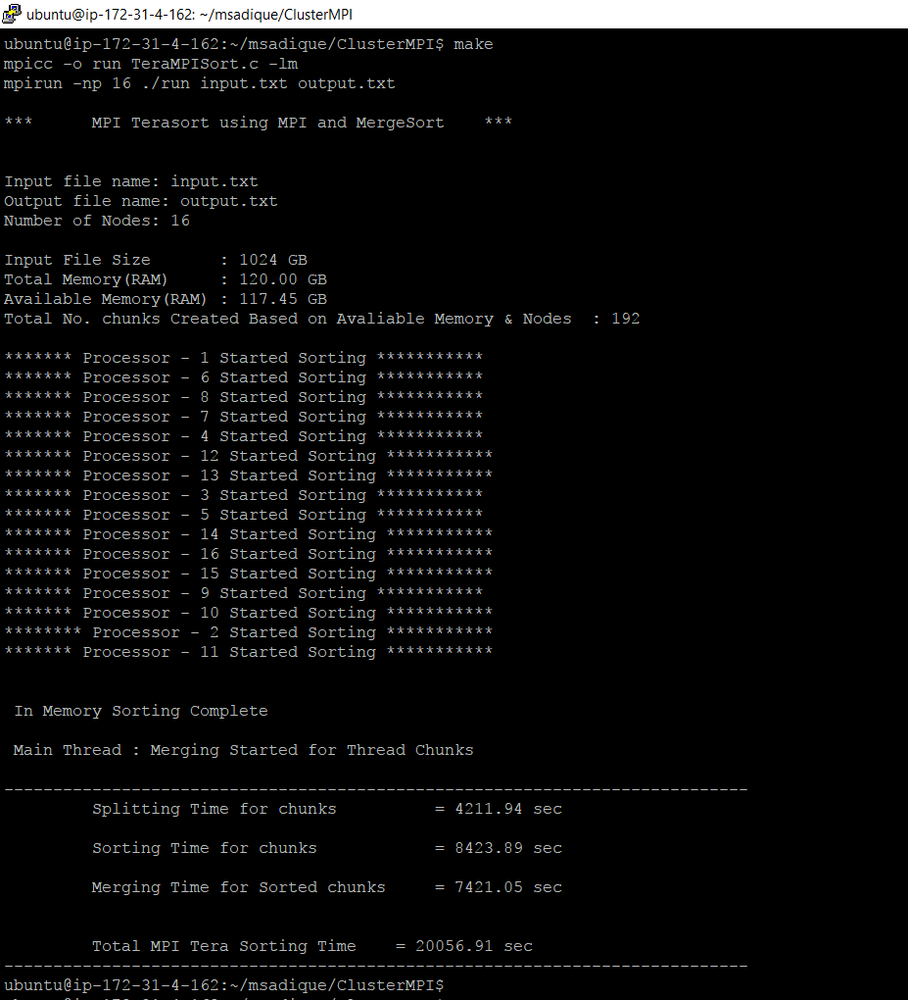 ubuntu@ip-172-31-4-162: ~/msadique/ClusterMPI
ubuntu@ip-172-31-4-162:~/msadique/ClusterMPI$ make
mpicc -o run TeraMPISort.c -lm
mpirun -np 16 ./run input.txt output.txt
***      MPI Terasort using MPI and MergeSort    ***
Input file name: input.txt
Output file name: output.txt
Number of Nodes: 16
Input File Size       : 1024 GB
Total Memory(RAM)     : 120.00 GB
Available Memory(RAM) : 117.45 GB
Total No. chunks Created Based on Avaliable Memory & Nodes  : 192
******* Processor - 1 Started Sorting ***********
******* Processor - 6 Started Sorting ***********
******* Processor - 8 Started Sorting ***********
******* Processor - 7 Started Sorting ***********
******* Processor - 4 Started Sorting ***********
******* Processor - 12 Started Sorting ***********
******* Processor - 13 Started Sorting ***********
******* Processor - 3 Started Sorting ***********
******* Processor - 5 Started Sorting ***********
******* Processor - 14 Started Sorting ***********
******* Processor - 16 Started Sorting ***********
******* Processor - 15 Started Sorting ***********
******* Processor - 9 Started Sorting ***********
******* Processor - 10 Started Sorting ***********
******** Processor - 2 Started Sorting ***********
******* Processor - 11 Started Sorting ***********
In Memory Sorting Complete
Main Thread : Merging Started for Thread Chunks
----------------------------------------------------------------------------
Splitting Time for chunks          = 4211.94 sec
Sorting Time for chunks            = 8423.89 sec
Merging Time for Sorted chunks     = 7421.05 sec
Total MPI Tera Sorting Time    = 20056.91 sec
----------------------------------------------------------------------------
ubuntu@ip-172-31-4-162:~/msadique/ClusterMPI$